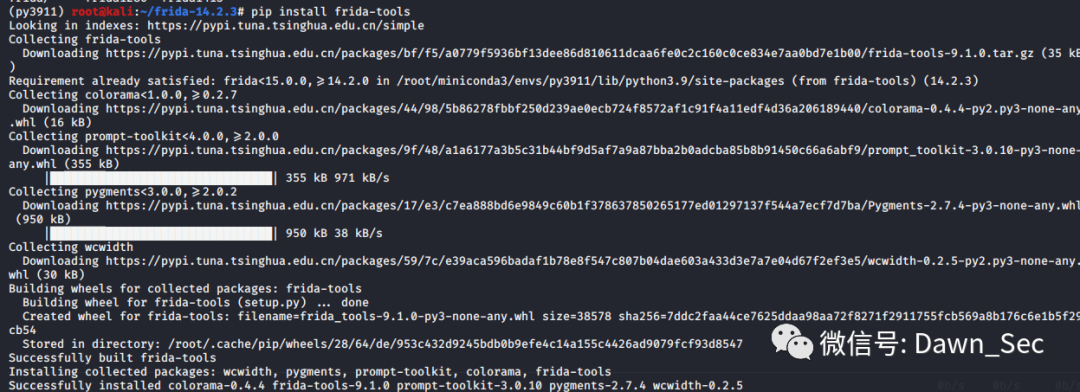 (py3911) root@kali:~/frida-14.2.3# pip install frida-tools
Looking in indexes: https://pypi.tuna.tsinghua.edu.cn/simple
Collecting frida-tools
Downloading https://pypi.tuna.tsinghua.edu.cn/packages/bf/f5/a0779f5936bf13dee86d810611dcaa6fe0c2c160c0ce834e7aa0bd7e1b00/frida-tools-9.1.0.tar.gz (35 kB
)
Requirement already satisfied: frida<15.0.0,≥14.2.0 in /root/miniconda3/envs/py3911/lib/python3.9/site-packages (from frida-tools) (14.2.3)
Collecting colorama<1.0.0,≥0.2.7
Downloading https://pypi.tuna.tsinghua.edu.cn/packages/44/98/5b86278fbbf250d239ae0ecb724f8572af1c91f4a11edf4d36a206189440/colorama-0.4.4-py2.py3-none-any
.whl (16 kB)
Collecting prompt-toolkit<4.0.0,≥2.0.0
Downloading https://pypi.tuna.tsinghua.edu.cn/packages/9f/48/a1a6177a3b5c31b44bf9d5af7a9a87bba2b0adcba85b8b91450c66a6abf9/prompt_toolkit-3.0.10-py3-none-
any.whl (355 kB)
355 kB 971 kB/s
Collecting pygments<3.0.0,≥2.0.2
Downloading https://pypi.tuna.tsinghua.edu.cn/packages/17/e3/c7ea888bd6e9849c60b1f378637850265177ed01297137f544a7ecf7d7ba/Pygments-2.7.4-py3-none-any.whl
(950 kB)
950 kB 38 kB/s
Collecting wcwidth
Downloading https://pypi.tuna.tsinghua.edu.cn/packages/59/7c/e39aca596badaf1b78e8f547c807b04dae603a433d3e7a7e04d67f2ef3e5/wcwidth-0.2.5-py2.py3-none-any.
whl (30 kB)
Building wheels for collected packages: frida-tools
Building wheel for frida-tools (setup.py) ... done
Created wheel for frida-tools: filename=frida_tools-9.1.0-py3-none-any.whl size=38578 sha256=7ddc2faa44ce7625ddaa98aa72f8271f2911755fcb569a8b176c6e1b5f29
cb54
Stored in directory: /root/.cache/pip/wheels/28/64/de/953c432d9245bdb0b9efe4c14a155c4426ad9079fcf93d8547
微信号: Dawn_Sec
Successfully built frida-tools
Installing collected packages: wcwidth, pygments, prompt-toolkit, colorama, frida-tools
Successfully installed colorama-0.4.4 frida-tools-9.1.0 prompt-toolkit-3.0.10 pygments-2.7.4 wcwidth-0.2.5